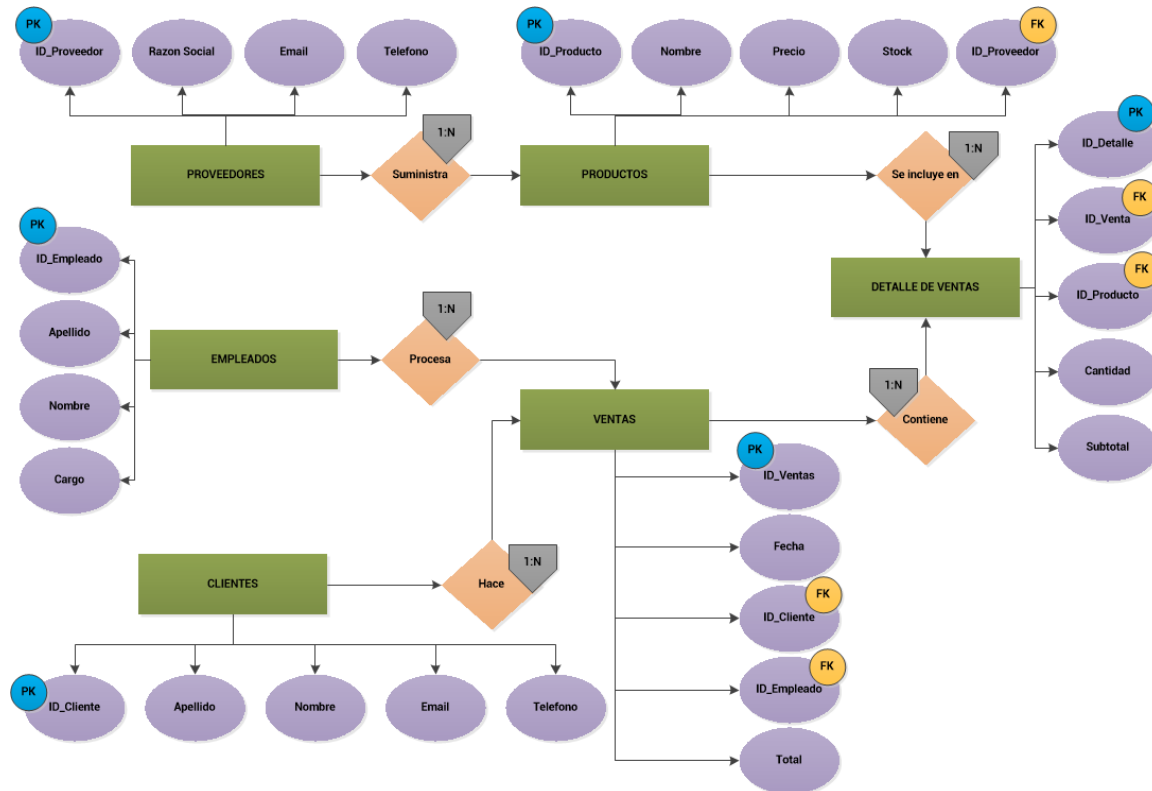 PK
ID_Proveedor
Razon Social
Email
Telefono
PK
ID_Producto
Nombre
Precio
Stock
FK
ID_Proveedor
PROVEEDORES
1:N
Suministra
PRODUCTOS
1:N
Se incluye en
PK
ID_Detalle
FK
ID_Venta
FK
ID_Producto
Cantidad
Subtotal
DETALLE DE VENTAS
PK
ID_Empleado
Apellido
Nombre
Cargo
EMPLEADOS
1:N
Procesa
VENTAS
1:N
Contiene
PK
ID_Ventas
Fecha
FK
ID_Cliente
FK
ID_Empleado
Total
CLIENTES
1:N
Hace
PK
ID_Cliente
Apellido
Nombre
Email
Telefono